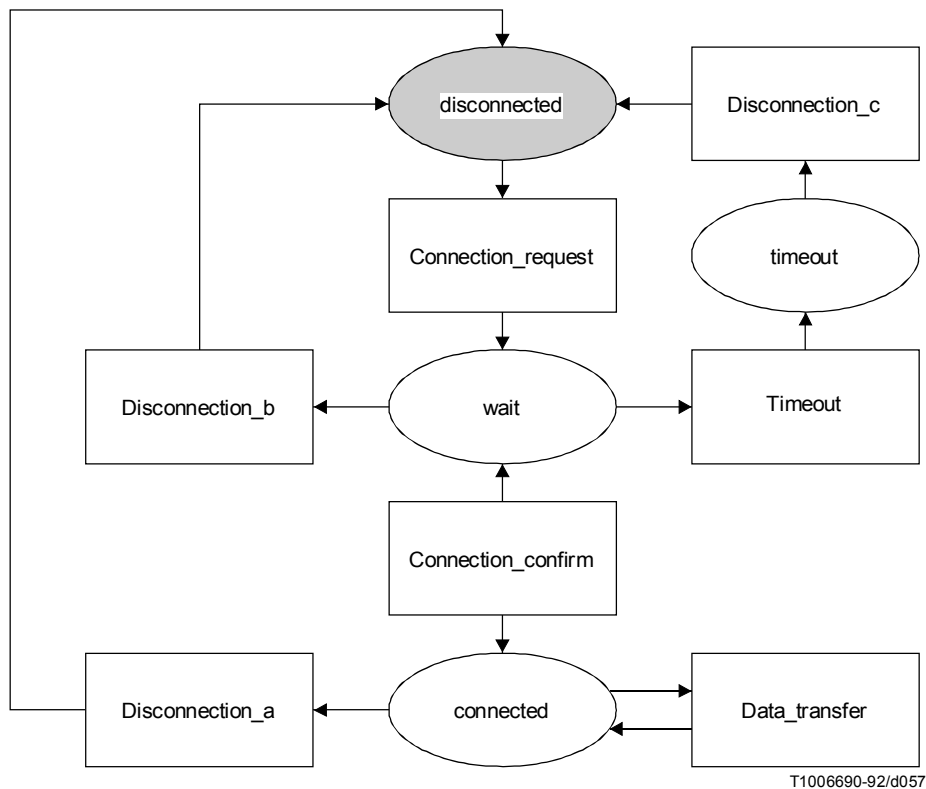 disconnected
Disconnection_c
Connection_request
timeout
Disconnection_b
wait
Timeout
Connection_confirm
Disconnection_a
connected
Data_transfer
T1006690-92/d057